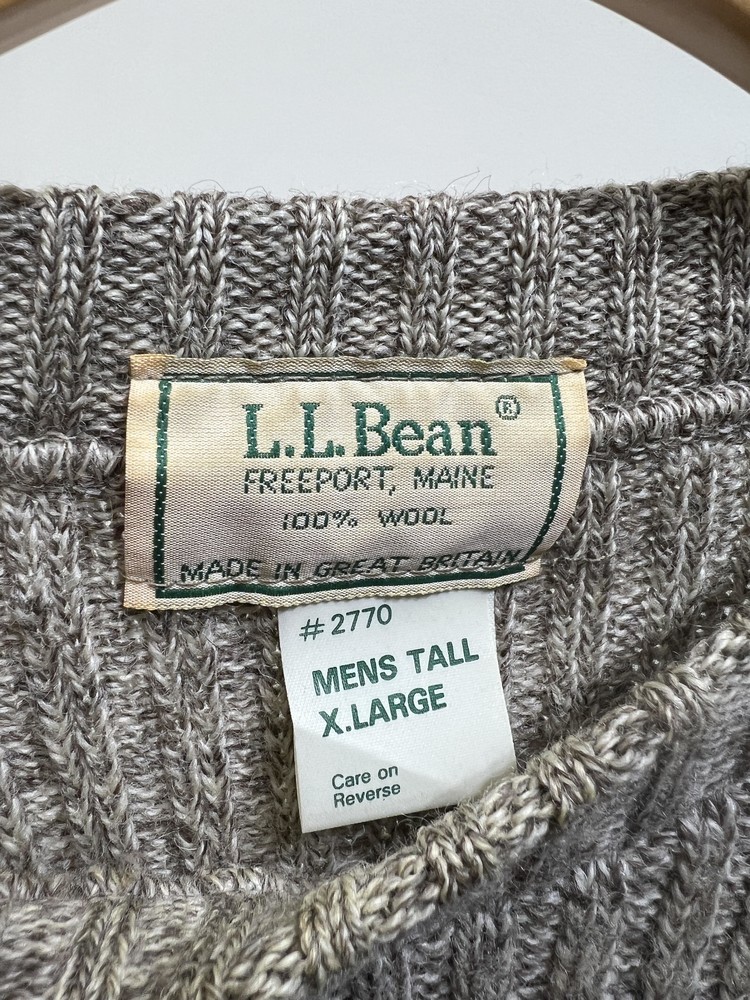 L.L.Bean®
FREEPORT, MAINE
100% WOOL
MADE IN GREAT BRITAIN
#2770
MENS TALL
X.LARGE
Care on
Reverse